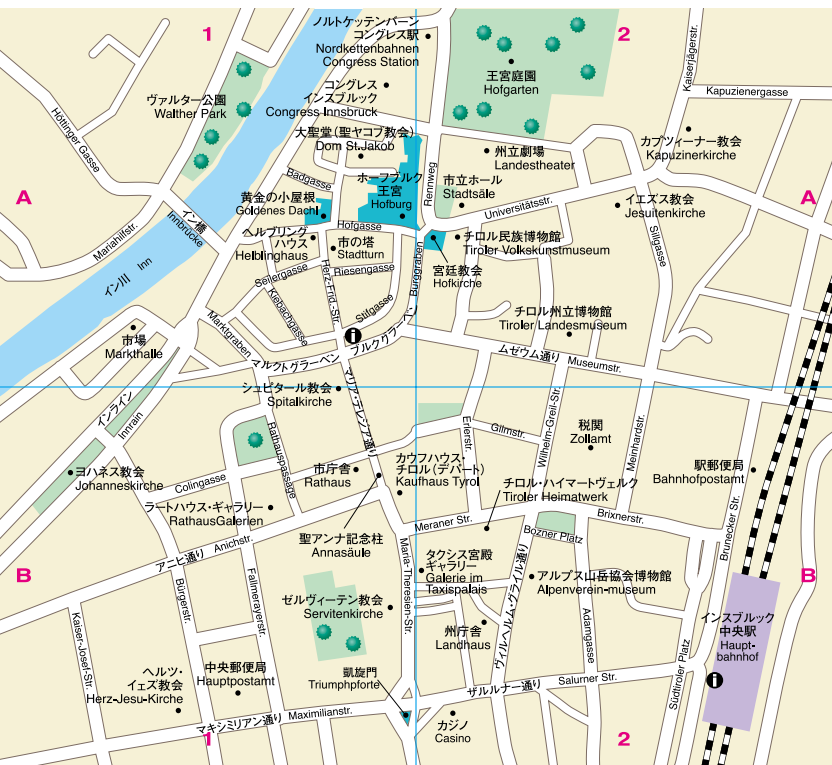 1
2
A
A
B
B
1
2
ノルトケッテンバーン
コングレス駅
Nordkettenbahnen
Congress Station
王宮庭園
Hofgarten
Kaiserjägerstr.
Kapuzienergasse
ヴァルター公園
Walther Park
コングレス
インスブルック
Congress Innsbruck
Höttinger Gasse
大聖堂(聖ヤコブ教会)
Dom St.Jakob
州立劇場
Landestheater
カプツィーナー教会
Kapuzinerkirche
Badgasse
ホーフブルク
王宮
Hofburg
Rennweg
市立ホール
Stadtsäle
Universitätsstr.
イエズス教会
Jesuitenkirche
黄金の小屋根
Goldenes Dachl
Hofgasse
イン橋
Innbrücke
Mariahilfstr.
イン川 Inn
ヘルブリング
ハウス
Helblinghaus
市の塔
Stadtturn
チロル民族博物館
Tiroler Volkskunstmuseum
宮廷教会
Hofkirche
Sillgasse
Seilergasse
Riesengasse
Herz-Frid.-Str.
Burggraben
Kiebachgasse
Stiftgasse
チロル州立博物館
Tiroler Landesmuseum
市場
Markthalle
Marktgraben
マルクトグラーベン
ブルクグラーベン
ムゼウム通り Museumstr.
i
シュピタール教会
Spitalkirche
マリア・テレジア通り
インライン
Innrain
Rathauspassage
Erlerstr.
Gilmstr.
Wilhelm-Greil-Str.
税関
Zollamt
Meinhardstr.
ヨハネス教会
Johanneskirche
Colingasse
市庁舎
Rathaus
カウフハウス・
チロル(デパート)
Kaufhaus Tyrol
駅郵便局
Bahnhofpostamt
チロル・ハイマートヴェルク
Tiroler Heimatwerk
ラートハウス・ギャラリー
RathausGalerien
Meraner Str.
Brixnerstr.
Brunecker Str.
聖アンナ記念柱
Annasäule
アニヒ通り Anichstr.
Bozner Platz
タクシス宮殿
ギャラリー
Galerie im
Taxispalais
Maria-Theresien-Str.
アルプス山岳協会博物館
Alpenverein-museum
Bürgerstr.
Fallmerayerstr.
ゼルヴィーテン教会
Servitenkirche
ヴィルヘルム・グライル通り
Adamgasse
Kaiser-Josef-Str.
州庁舎
Landhaus
インスブルック
中央駅
Haupt-
bahnhof
ヘルツ・
イェズ教会
Herz-Jesu-Kirche
中央郵便局
Hauptpostamt
凱旋門
Triumphpforte
ザルルナー通り Salurner Str.
Südtiroler Platz
i
マキシミリアン通り Maximilianstr.
カジノ
Casino